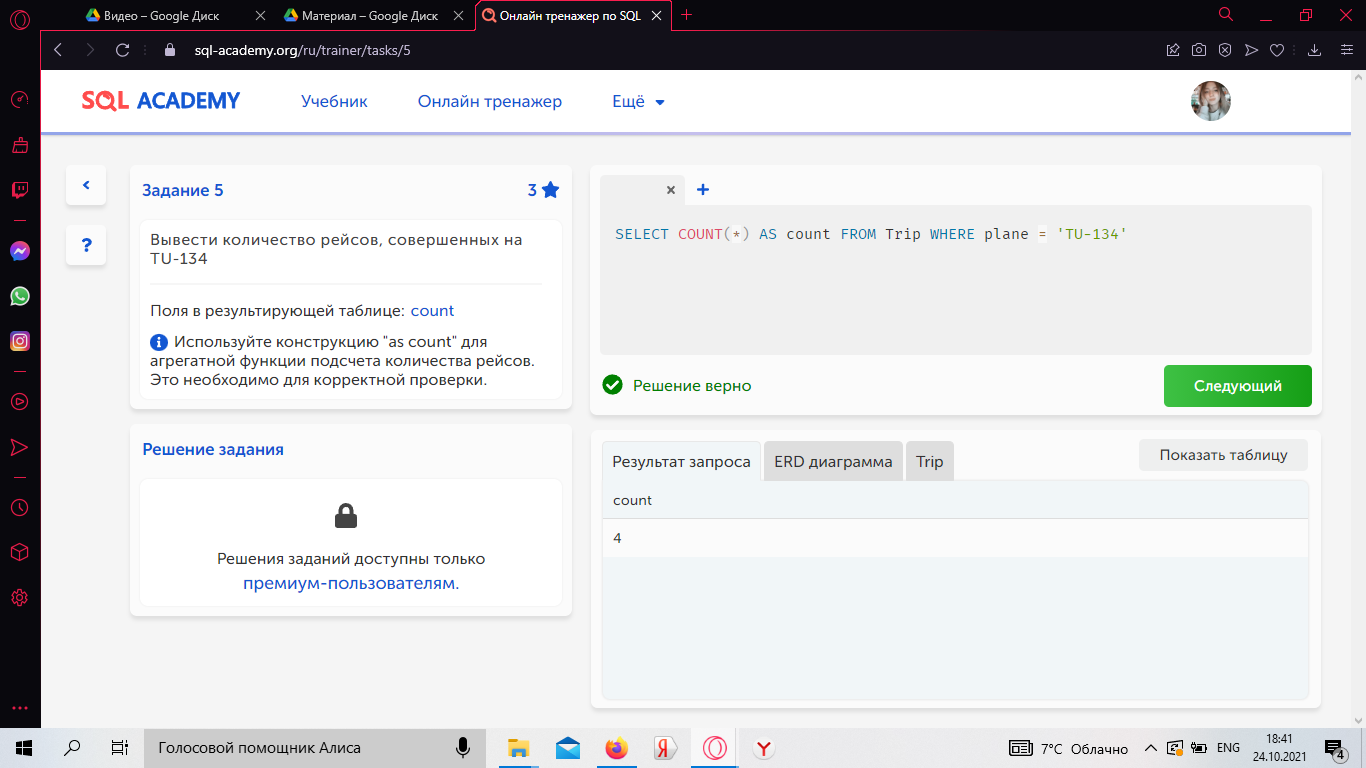 Видео – Google Диск
Материал – Google Диск
Онлайн тренажер по SQL
sql-academy.org/ru/trainer/tasks/5
SQL ACADEMY
Учебник
Онлайн тренажер
Ещё
Задание 5
3
Вывести количество рейсов, совершенных на
TU-134
Поля в результирующей таблице: count
Используйте конструкцию "as count" для
агрегатной функции подсчета количества рейсов.
Это необходимо для корректной проверки.
Решение задания
Решения заданий доступны только
премиум-пользователям.
SELECT COUNT(*) AS count FROM Trip WHERE plane = 'TU-134'
Решение верно
Следующий
Результат запроса
ERD диаграмма
Trip
Показать таблицу
count
4
Голосовой помощник Алиса
7°C Облачно
ENG
18:41
24.10.2021
4